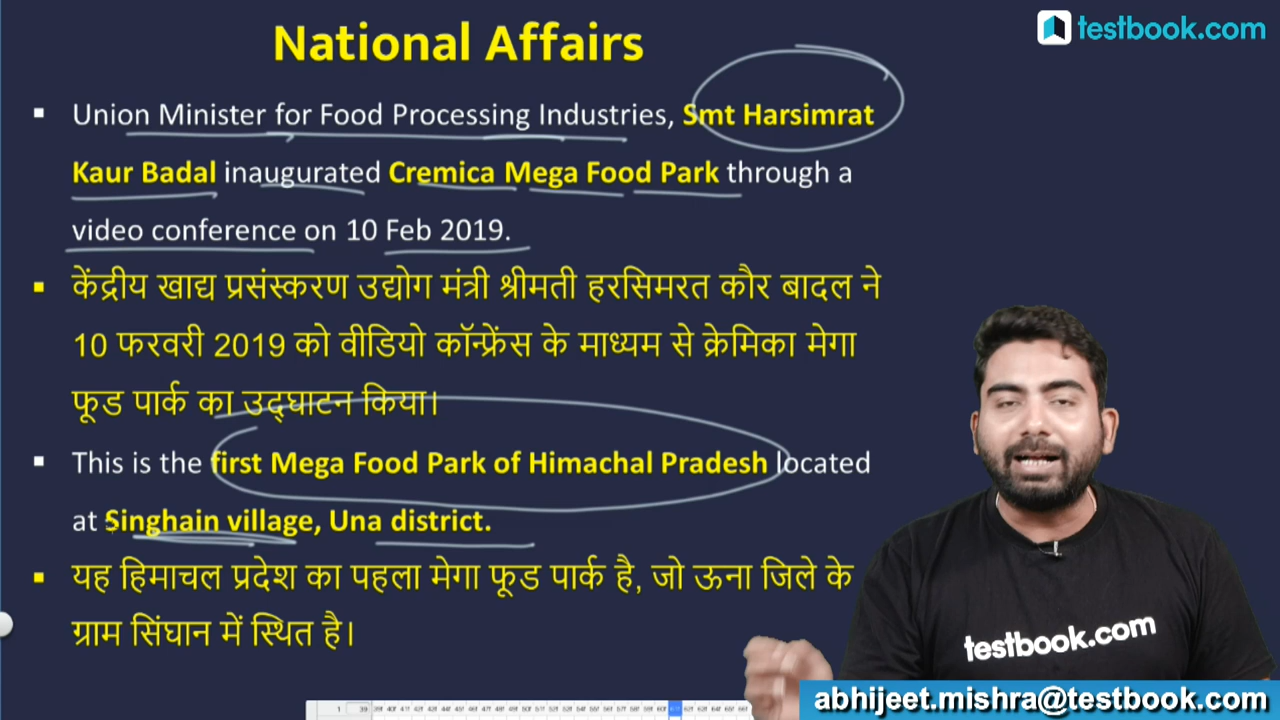 National Affairs
testbook.com
▪ Union Minister for Food Processing Industries, Smt Harsimrat
Kaur Badal inaugurated Cremica Mega Food Park through a
video conference on 10 Feb 2019.
▪ केंद्रीय खाद्य प्रसंस्करण उद्योग मंत्री श्रीमती हरसिमरत कौर बादल ने
10 फरवरी 2019 को वीडियो कॉन्फ्रेंस के माध्यम से क्रेमिका मेगा
फूड पार्क का उद्घाटन किया।
▪ This is the first Mega Food Park of Himachal Pradesh located
at Singhain village, Una district.
▪ यह हिमाचल प्रदेश का पहला मेगा फूड पार्क है, जो ऊना जिले के
ग्राम सिंघान में स्थित है।
testbook.com
abhijeet.mishra@testbook.com